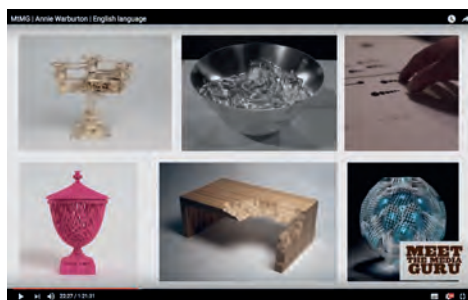 MtMG | Annie Warburton | English language
MEET
THE MEDIA
GURU
22:27 / 1:21:31